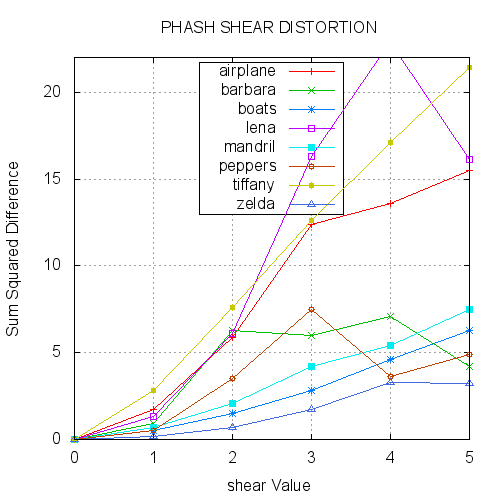 PHASH SHEAR DISTORTION
airplane
barbara
boats
lena
mandril
peppers
tiffany
zelda
20
15
10
5
0
Sum Squared Difference
0 1 2 3 4 5
shear Value